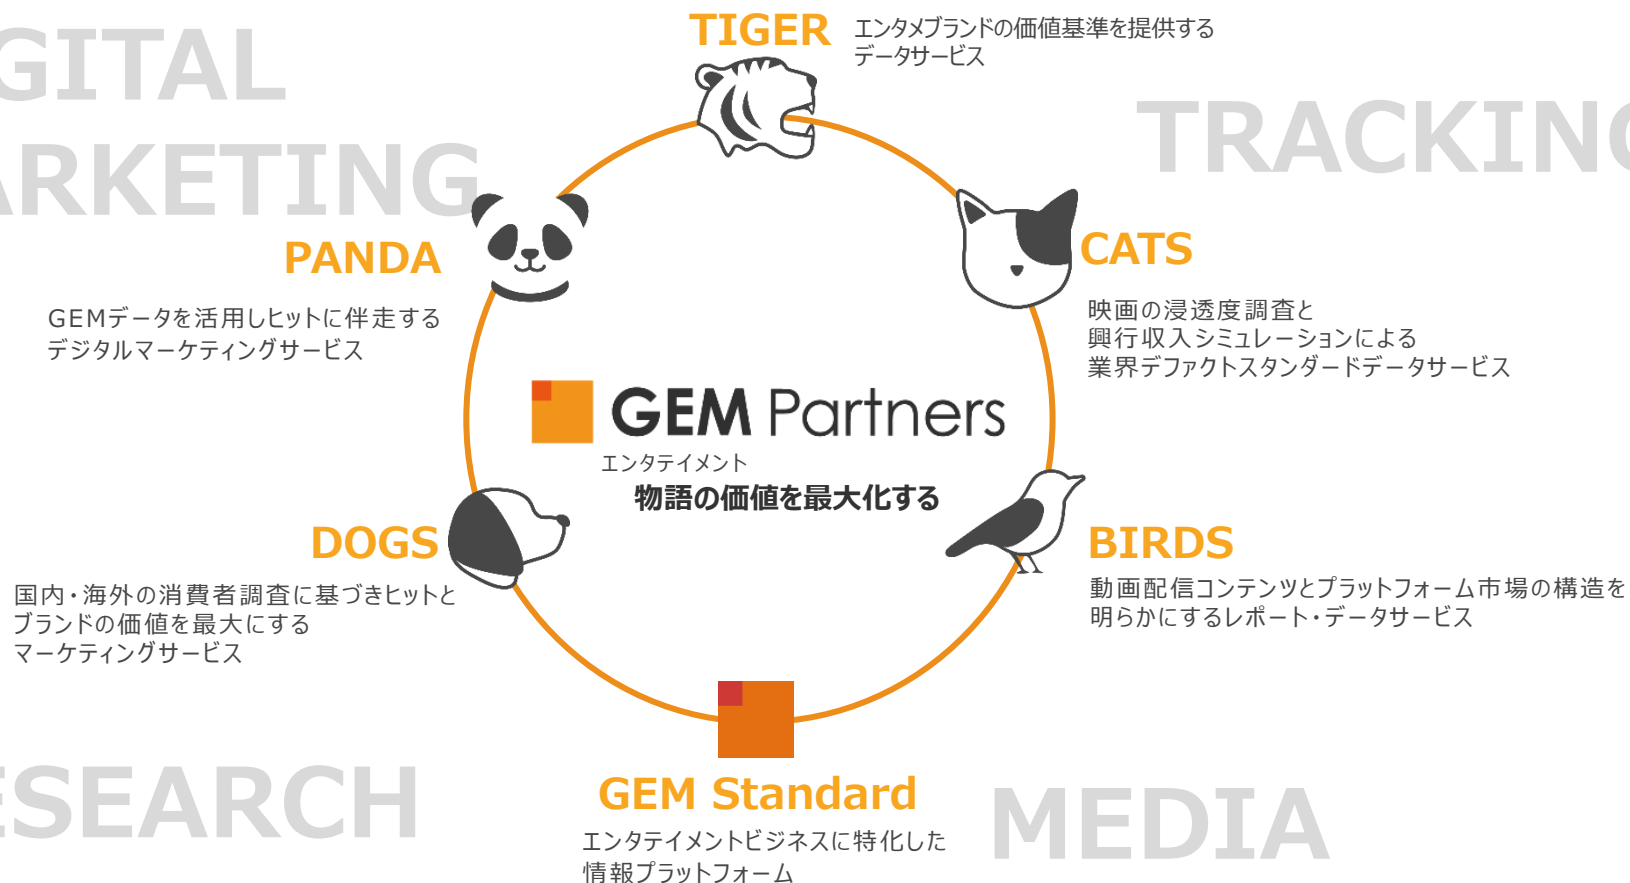 TIGER
エンタメブランドの価値基準を提供する
データサービス
GITAL
ARKETING
TRACKING
PANDA
GEMデータを活用しヒットに伴走する
デジタルマーケティングサービス
CATS
映画の浸透度調査と
興行収入シミュレーションによる
業界デファクトスタンダードデータサービス
GEM Partners
エンタテイメント
物語の価値を最大化する
DOGS
国内・海外の消費者調査に基づきヒットと
ブランドの価値を最大にする
マーケティングサービス
BIRDS
動画配信コンテンツとプラットフォーム市場の構造を
明らかにするレポート・データサービス
GEM Standard
エンタテイメントビジネスに特化した
情報プラットフォーム
ESEARCH
MEDIA